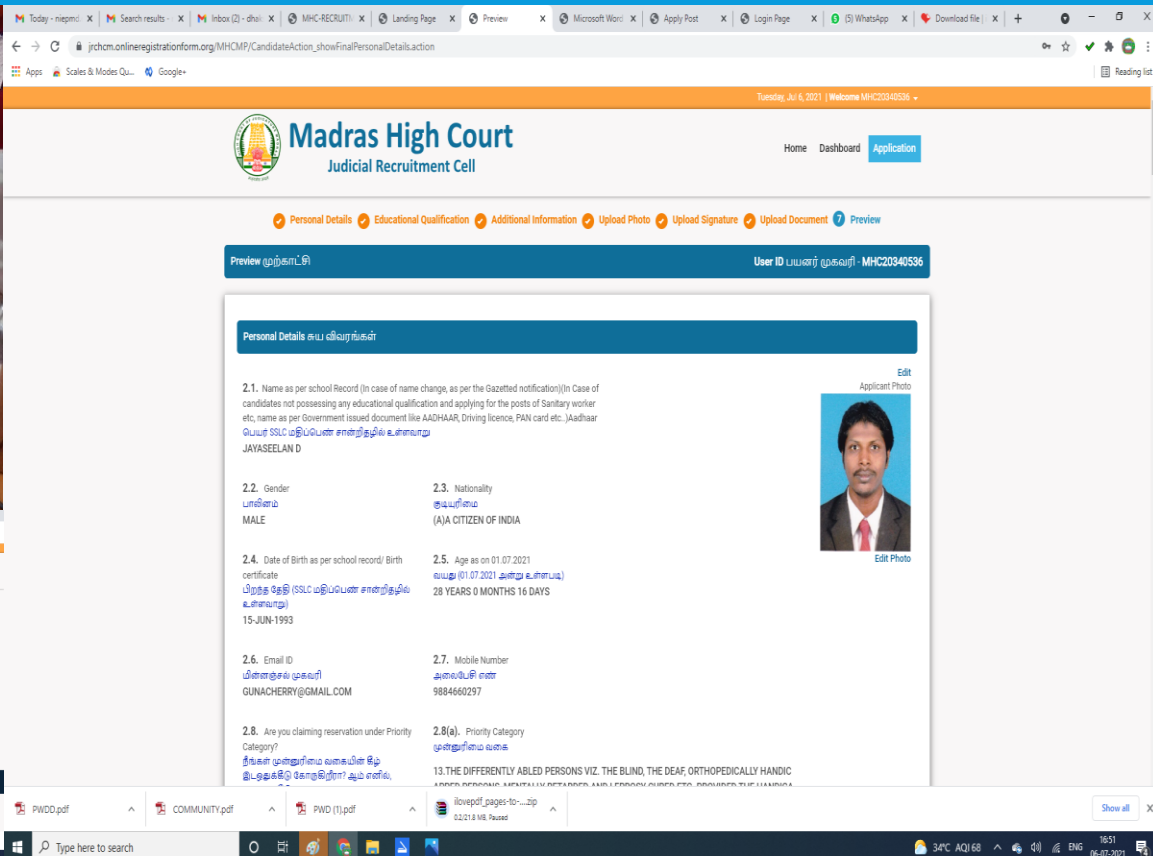 Today - niepmd.
Search results -
Inbox (2) - dhai
MHC-RECRUITM
Landing Page
Preview
Microsoft Word
Apply Post
Login Page
(5) WhatsApp
Download file |
jrchcm.onlineregistrationform.org/MHCMP/CandidateAction_showFinalPersonalDetails.action
Apps
Scales & Modes Qu...
Google+
Reading list
Tuesday, Jul 6, 2021 | Welcome MHC20340536
Madras High Court
Judicial Recruitment Cell
Home Dashboard Application
Personal Details Educational Qualification Additional Information Upload Photo Upload Signature Upload Document 7 Preview
Preview முற்காட்சி
User ID பயனர் முகவரி - MHC20340536
Personal Details சுய விவரங்கள்
Edit
Applicant Photo
2.1. Name as per school Record (In case of name change, as per the Gazetted notification)(In Case of
candidates not possessing any educational qualification and applying for the posts of Sanitary worker
etc, name as per Government issued document like AADHAAR, Driving licence, PAN card etc..)Aadhaar
பெயர் SSLC மதிப்பெண் சான்றிதழில் உள்ளவாறு
JAYASEELAN D
2.2. Gender
பாலினம்
MALE
2.3. Nationality
குடியுரிமை
(A)A CITIZEN OF INDIA
Edit Photo
2.4. Date of Birth as per school record/ Birth
certificate
பிறந்த தேதி (SSLC மதிப்பெண் சான்றிதழில்
உள்ளவாறு)
15-JUN-1993
2.5. Age as on 01.07.2021
வயது (01.07.2021 அன்று உள்ளபடி)
28 YEARS 0 MONTHS 16 DAYS
2.6. Email ID
மின்னஞ்சல் முகவரி
GUNACHERRY@GMAIL.COM
2.7. Mobile Number
அலைபேசி எண்
9884660297
2.8. Are you claiming reservation under Priority
Category?
நீங்கள் முன்னுரிமை வகையின் கீழ்
இடஒதுக்கீடு கோருகிறீரா? ஆம் எனில்,
2.8(a). Priority Category
முன்னுரிமை வகை
13.THE DIFFERENTLY ABLED PERSONS VIZ. THE BLIND, THE DEAF, ORTHOPEDICALLY HANDIC
PWDD.pdf
COMMUNITY.pdf
PWD (1).pdf
ilovepdf_pages-to-....zip
0.2/21.8 MB, Paused
Show all
Type here to search
34°C AQI 68
ENG
16:51
06-07-2021